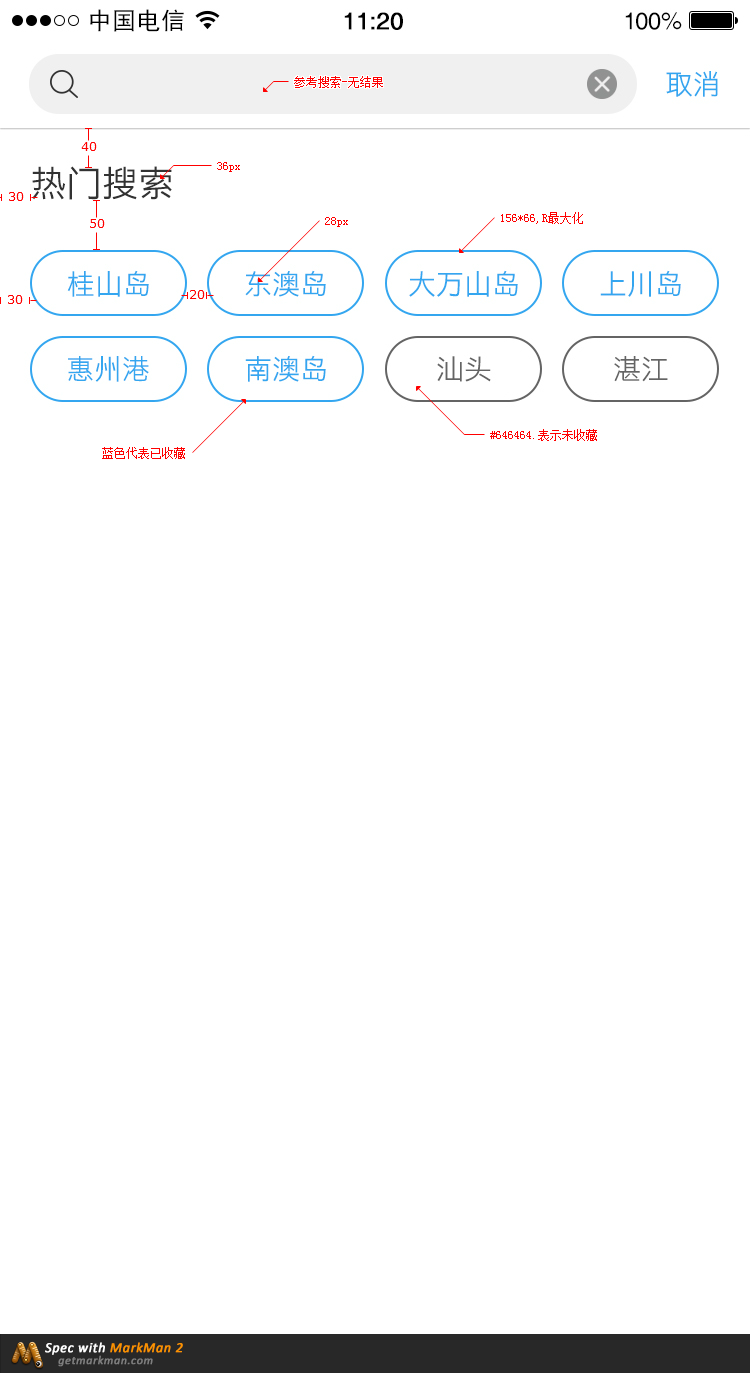 中国电信 11:20 100%
参考搜索-无结果
取消
40
36px
热门搜索
30
50
28px
156*66,R最大化
桂山岛 东澳岛 大万山岛 上川岛
30
20
惠州港 南澳岛 汕头 湛江
#646464.表示未收藏
蓝色代表已收藏
Spec with MarkMan 2
getmarkman.com